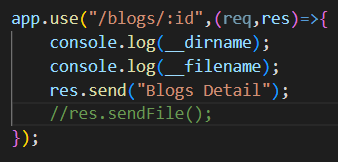 app.use("/blogs/:id",(req,res)=>{
    console.log(__dirname);
    console.log(__filename);
    res.send("Blogs Detail");
    //res.sendFile();
});